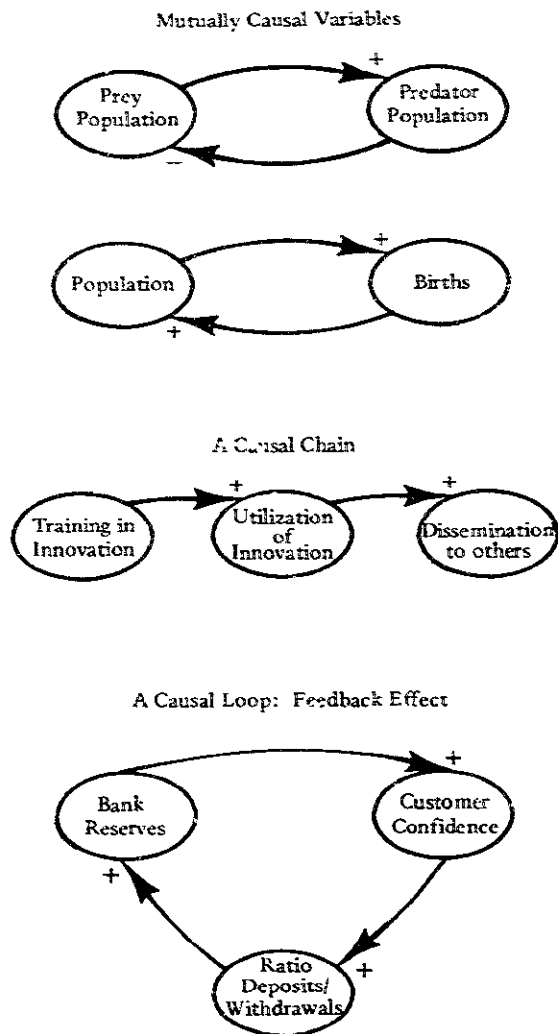 Mutually Causal Variables
+
Prey
Population
Predator
Population
−
+
Population
Births
+
A Causal Chain
+
+
Training in
Innovation
Utilization
of
Innovation
Dissemination
to others
A Causal Loop: Feedback Effect
+
Bank
Reserves
Customer
Confidence
+
+
Ratio
Deposits/
Withdrawals